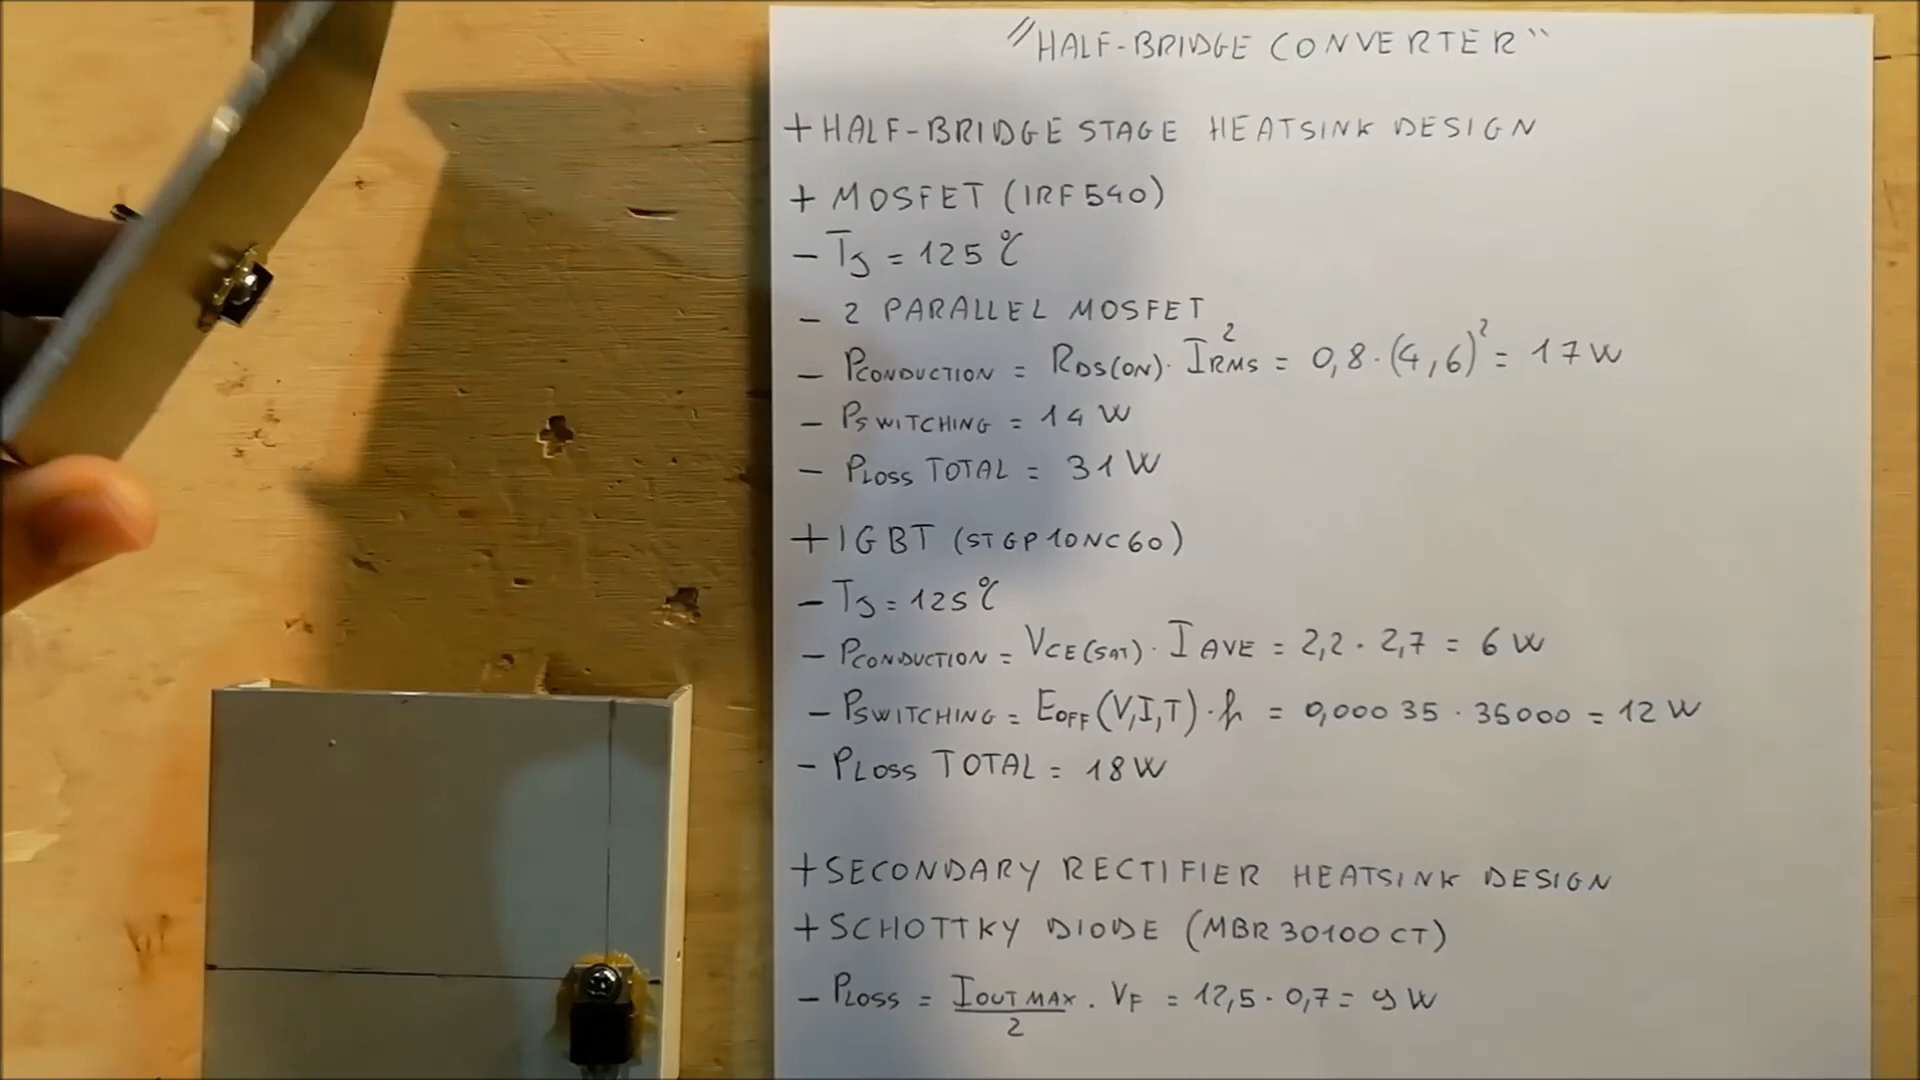 "HALF-BRIDGE CONVERTER"
+ HALF-BRIDGE STAGE HEATSINK DESIGN
+ MOSFET (IRF540)
- TJ = 125 °C
- 2 PARALLEL MOSFET
- PCONDUCTION = RDS(ON) · IRMS² = 0,8 · (4,6)² = 17 W
- PSWITCHING = 14 W
- PLOSS TOTAL = 31 W
+ IGBT (STGP10NC60)
- TJ = 125 °C
- PCONDUCTION = VCE(SAT) · IAVE = 2,2 · 2,7 = 6 W
- PSWITCHING = EOFF(V,I,T) · f = 0,00035 · 35000 = 12 W
- PLOSS TOTAL = 18 W
+ SECONDARY RECTIFIER HEATSINK DESIGN
+ SCHOTTKY DIODE (MBR30100CT)
- PLOSS = IOUT MAX / 2 · VF = 12,5 · 0,7 = 9 W